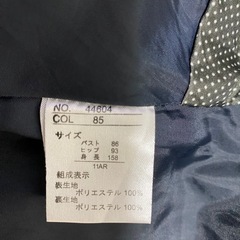 NO. 44604
COL 85
サイズ
バスト 86
ヒップ 93
身長 158
11AR
組成表示
表生地
ポリエステル 100%
裏生地
ポリエステル 100%